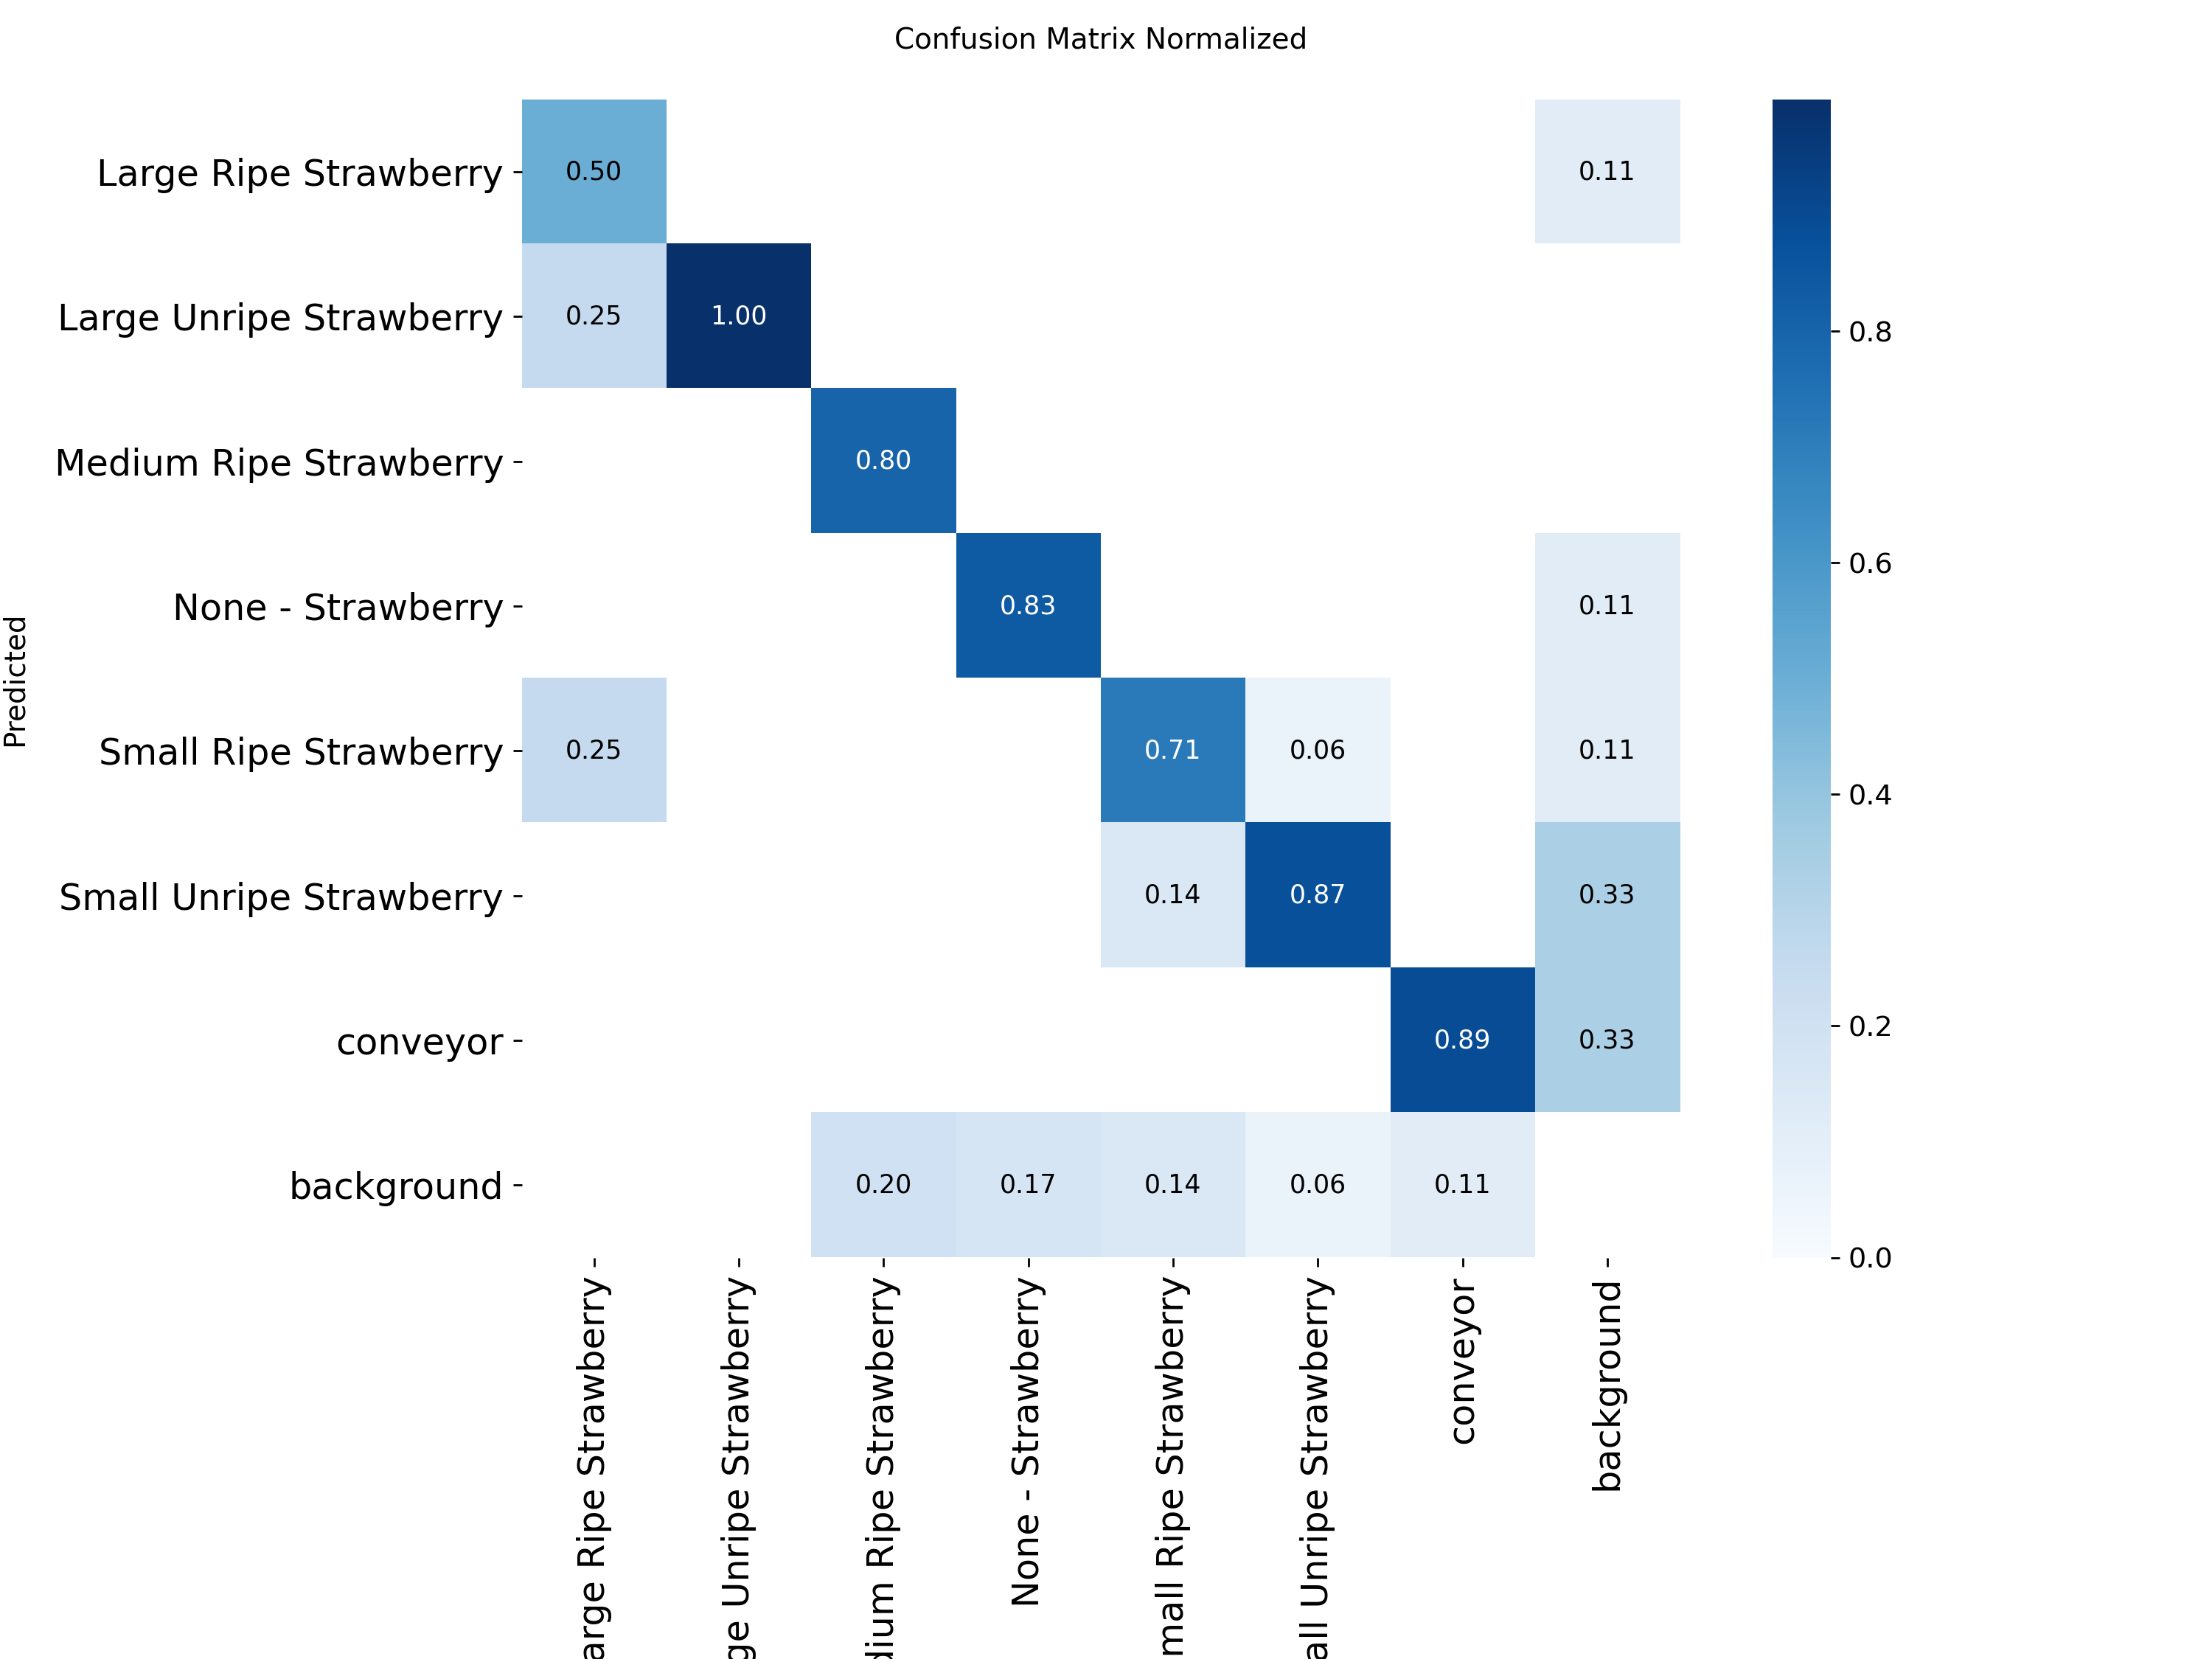 Confusion Matrix Normalized
Predicted
Large Ripe Strawberry 0.50 0.11
Large Unripe Strawberry 0.25 1.00
Medium Ripe Strawberry 0.80
None - Strawberry 0.83 0.11
Small Ripe Strawberry 0.25 0.71 0.06 0.11
Small Unripe Strawberry 0.14 0.87 0.33
conveyor 0.89 0.33
background 0.20 0.17 0.14 0.06 0.11
arge Ripe Strawberry
ge Unripe Strawberry
dium Ripe Strawberry
None - Strawberry
mall Ripe Strawberry
all Unripe Strawberry
conveyor
background
0.8
0.6
0.4
0.2
0.0